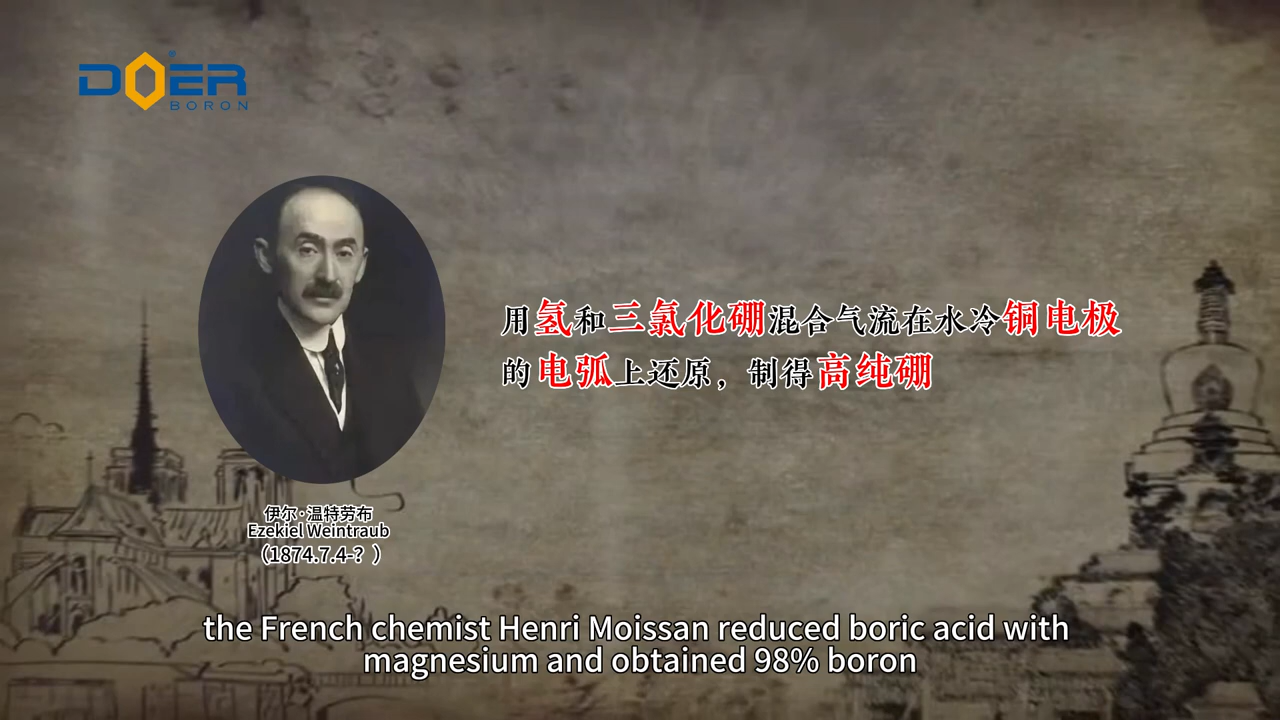 DOER®
BORON
用氢和三氯化硼混合气流在水冷铜电极
的电弧上还原，制得高纯硼
伊尔·温特劳布
Ezekiel Weintraub
（1874.7.4-？）
the French chemist Henri Moissan reduced boric acid with
magnesium and obtained 98% boron